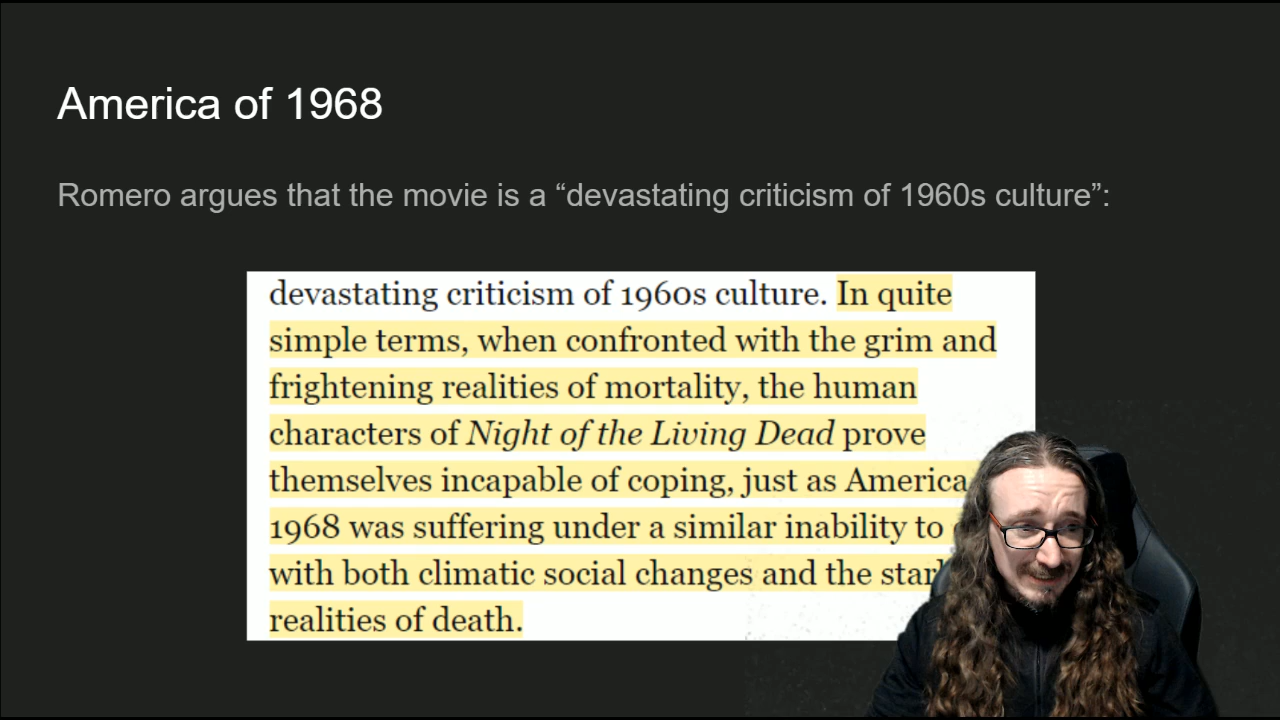 America of 1968
Romero argues that the movie is a “devastating criticism of 1960s culture”:
devastating criticism of 1960s culture. In quite
simple terms, when confronted with the grim and
frightening realities of mortality, the human
characters of Night of the Living Dead prove
themselves incapable of coping, just as America
1968 was suffering under a similar inability to
with both climatic social changes and the
realities of death.